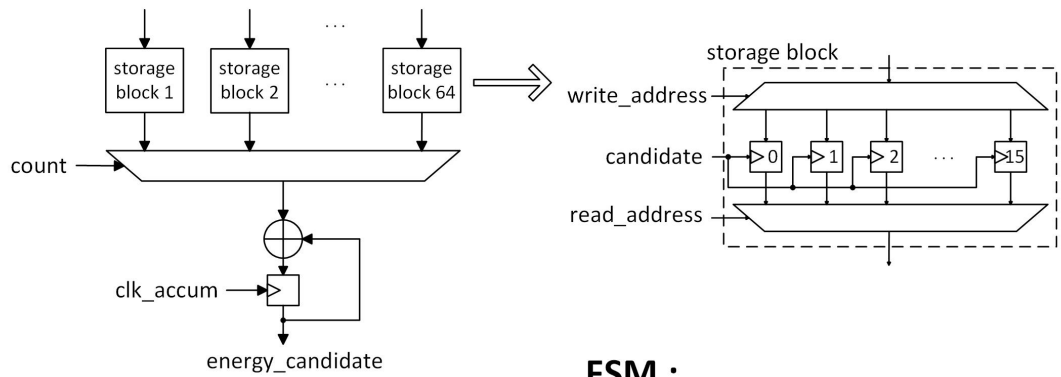 storage block 1
storage block 2
storage block 64
...
...
count
clk_accum
energy_candidate
storage block
write_address
candidate
0
1
2
...
15
read_address
FSM :